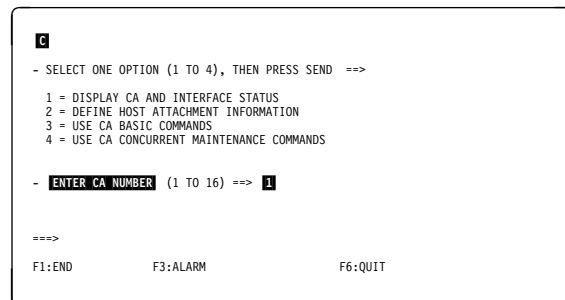 C
- SELECT ONE OPTION (1 TO 4), THEN PRESS SEND ==>
1 = DISPLAY CA AND INTERFACE STATUS
2 = DEFINE HOST ATTACHMENT INFORMATION
3 = USE CA BASIC COMMANDS
4 = USE CA CONCURRENT MAINTENANCE COMMANDS
- ENTER CA NUMBER (1 TO 16) ==> 1
===>
F1:END F3:ALARM F6:QUIT